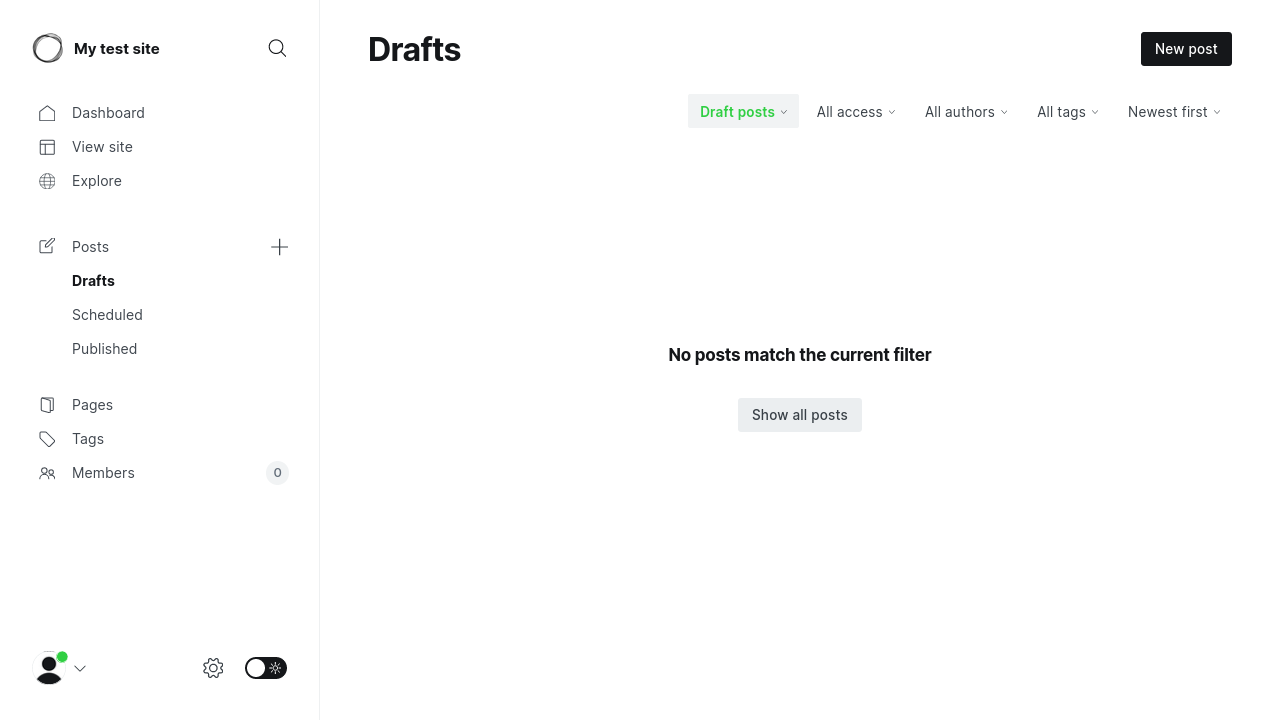 My test site
Dashboard
View site
Explore
Posts
Drafts
Scheduled
Published
Pages
Tags
Members 0
Drafts
New post
Draft posts All access All authors All tags Newest first
No posts match the current filter
Show all posts